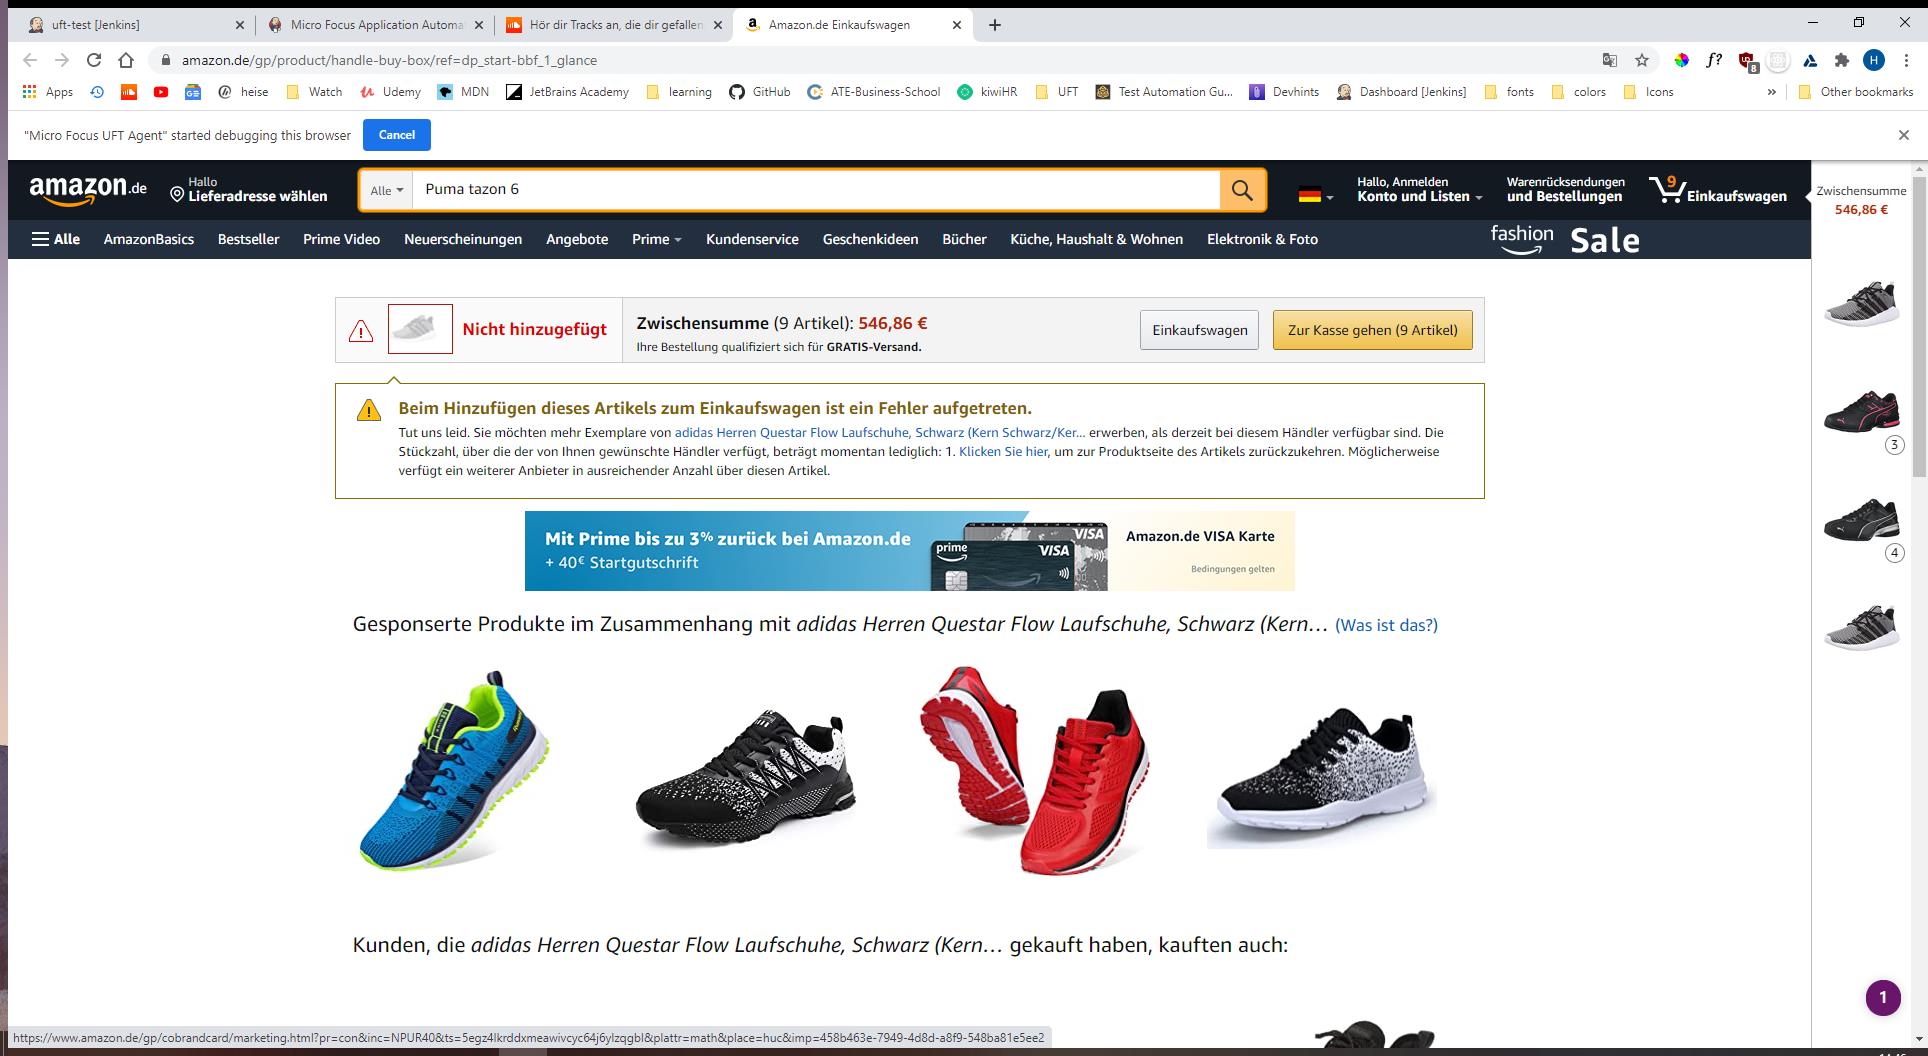 uft-test [Jenkins]
Micro Focus Application Automa
Hör dir Tracks an, die dir gefallen
Amazon.de Einkaufswagen
amazon.de/gp/product/handle-buy-box/ref=dp_start-bbf_1_glance
f?
8
H
Apps
heise
Watch
Udemy
MDN
JetBrains Academy
learning
GitHub
ATE-Business-School
kiwiHR
UFT
Test Automation Gu...
Devhints
Dashboard [Jenkins]
fonts
colors
Icons
»
Other bookmarks
"Micro Focus UFT Agent" started debugging this browser
Cancel
amazon.de
Hallo
Lieferadresse wählen
Alle
Puma tazon 6
Hallo, Anmelden
Konto und Listen
Warenrücksendungen
und Bestellungen
9
Einkaufswagen
Zwischensumme
546,86 €
Alle
AmazonBasics
Bestseller
Prime Video
Neuerscheinungen
Angebote
Prime
Kundenservice
Geschenkideen
Bücher
Küche, Haushalt & Wohnen
Elektronik & Foto
fashion Sale
Nicht hinzugefügt
Zwischensumme (9 Artikel): 546,86 €
Ihre Bestellung qualifiziert sich für GRATIS-Versand.
Einkaufswagen
Zur Kasse gehen (9 Artikel)
Beim Hinzufügen dieses Artikels zum Einkaufswagen ist ein Fehler aufgetreten.
Tut uns leid. Sie möchten mehr Exemplare von adidas Herren Questar Flow Laufschuhe, Schwarz (Kern Schwarz/Ker... erwerben, als derzeit bei diesem Händler verfügbar sind. Die
Stückzahl, über die der von Ihnen gewünschte Händler verfügt, beträgt momentan lediglich: 1. Klicken Sie hier, um zur Produktseite des Artikels zurückzukehren. Möglicherweise
verfügt ein weiterer Anbieter in ausreichender Anzahl über diesen Artikel.
3
4
Mit Prime bis zu 3% zurück bei Amazon.de
+ 40€ Startgutschrift
prime
VISA
VISA
Amazon.de VISA Karte
Bedingungen gelten
Gesponserte Produkte im Zusammenhang mit adidas Herren Questar Flow Laufschuhe, Schwarz (Kern… (Was ist das?)
Kunden, die adidas Herren Questar Flow Laufschuhe, Schwarz (Kern… gekauft haben, kauften auch:
1
https://www.amazon.de/gp/cobrandcard/marketing.html?pr=con&inc=NPUR40&ts=5egz4lkrddxmeawivcyc64j6ylzqgbl&plattr=math&place=huc&imp=458b463e-7949-4d8d-a8f9-548ba81e5ee2